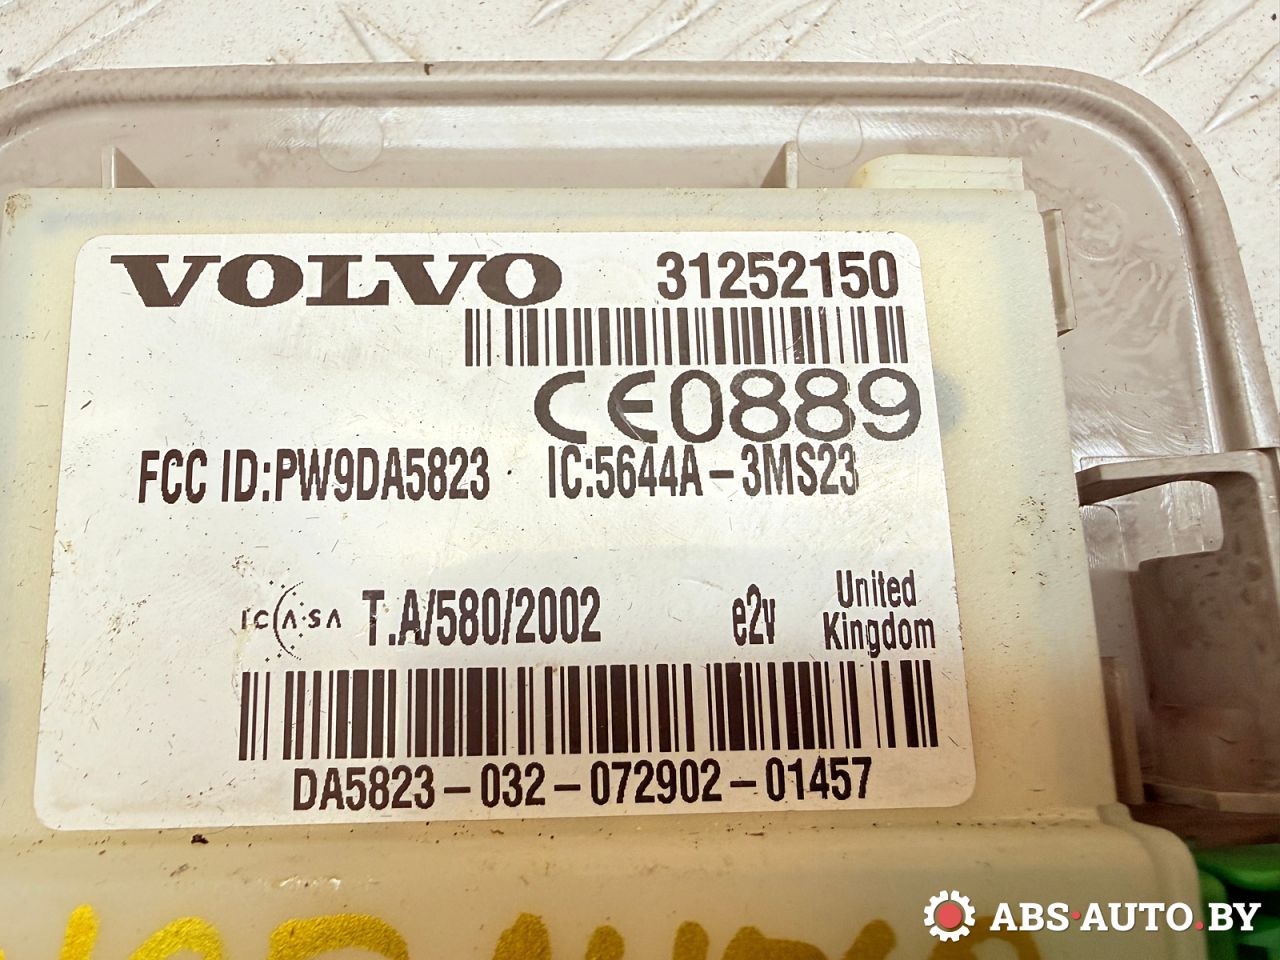 VOLVO 31252150
CE0889
FCC ID:PW9DA5823 IC:5644A-3MS23
ICASA T.A/580/2002 e2v United
Kingdom
DA5823-032-072902-01457
ABS·AUTO.BY